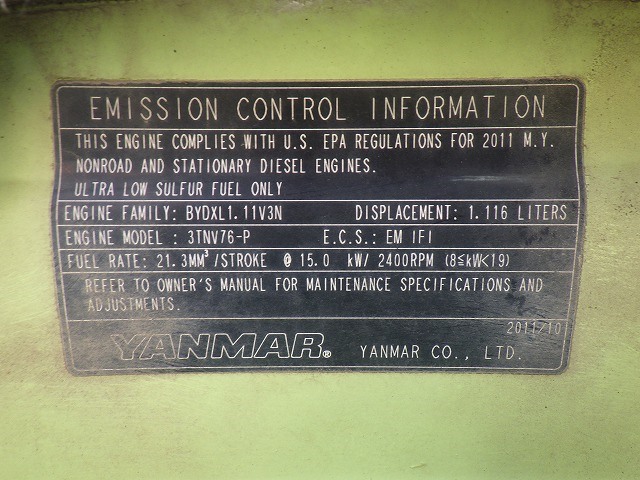 EMISSION CONTROL INFORMATION
THIS ENGINE COMPLIES WITH U.S. EPA REGULATIONS FOR 2011 M.Y.
NONROAD AND STATIONARY DIESEL ENGINES.
ULTRA LOW SULFUR FUEL ONLY
ENGINE FAMILY: BYDXL1.11V3N DISPLACEMENT: 1.116 LITERS
ENGINE MODEL : 3TNV76-P E.C.S.: EM IFI
FUEL RATE: 21.3MM³/STROKE @ 15.0 kW/ 2400RPM (8≦kW<19)
REFER TO OWNER'S MANUAL FOR MAINTENANCE SPECIFICATIONS AND
ADJUSTMENTS.
2011/10
YANMAR® YANMAR CO., LTD.